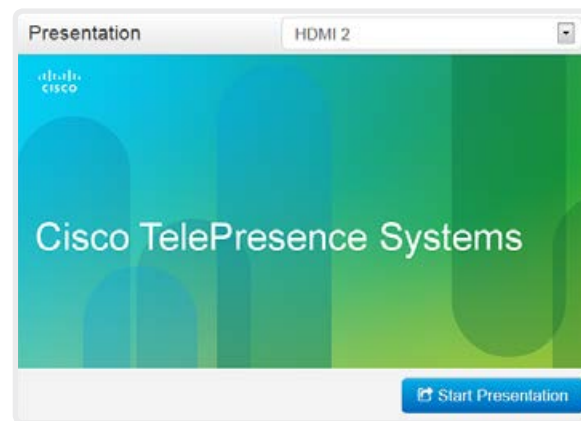 Presentation
HDMI 2
cisco
Cisco TelePresence Systems
Start Presentation